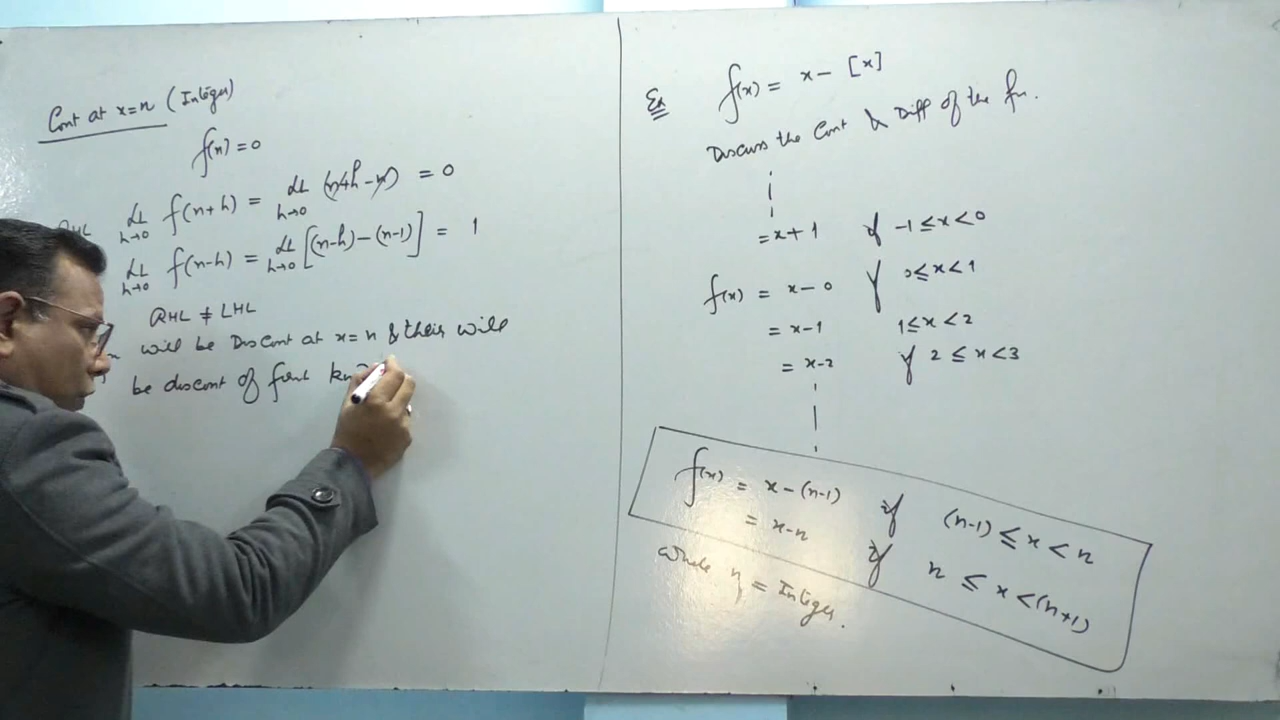 Cont at x=n (Integer)
f(n)=0
RHL Lt h→0 f(n+h) = Lt h→0 (n+h-n) = 0
Lt h→0 f(n-h) = Lt h→0 [(n-h)-(n-1)] = 1
RHL ≠ LHL
will be Discont at x=n & their will
be discont of first
Ex f(x) = x - [x]
Discuss the Cont & Diff of the fn.
= x+1 if -1≤x<0
f(x) = x-0 if 0≤x<1
= x-1 1≤x<2
= x-2 if 2≤x<3
f(x) = x-(n-1) if (n-1)≤x<n
= x-n if n≤x<(n+1)
where n = Integer.